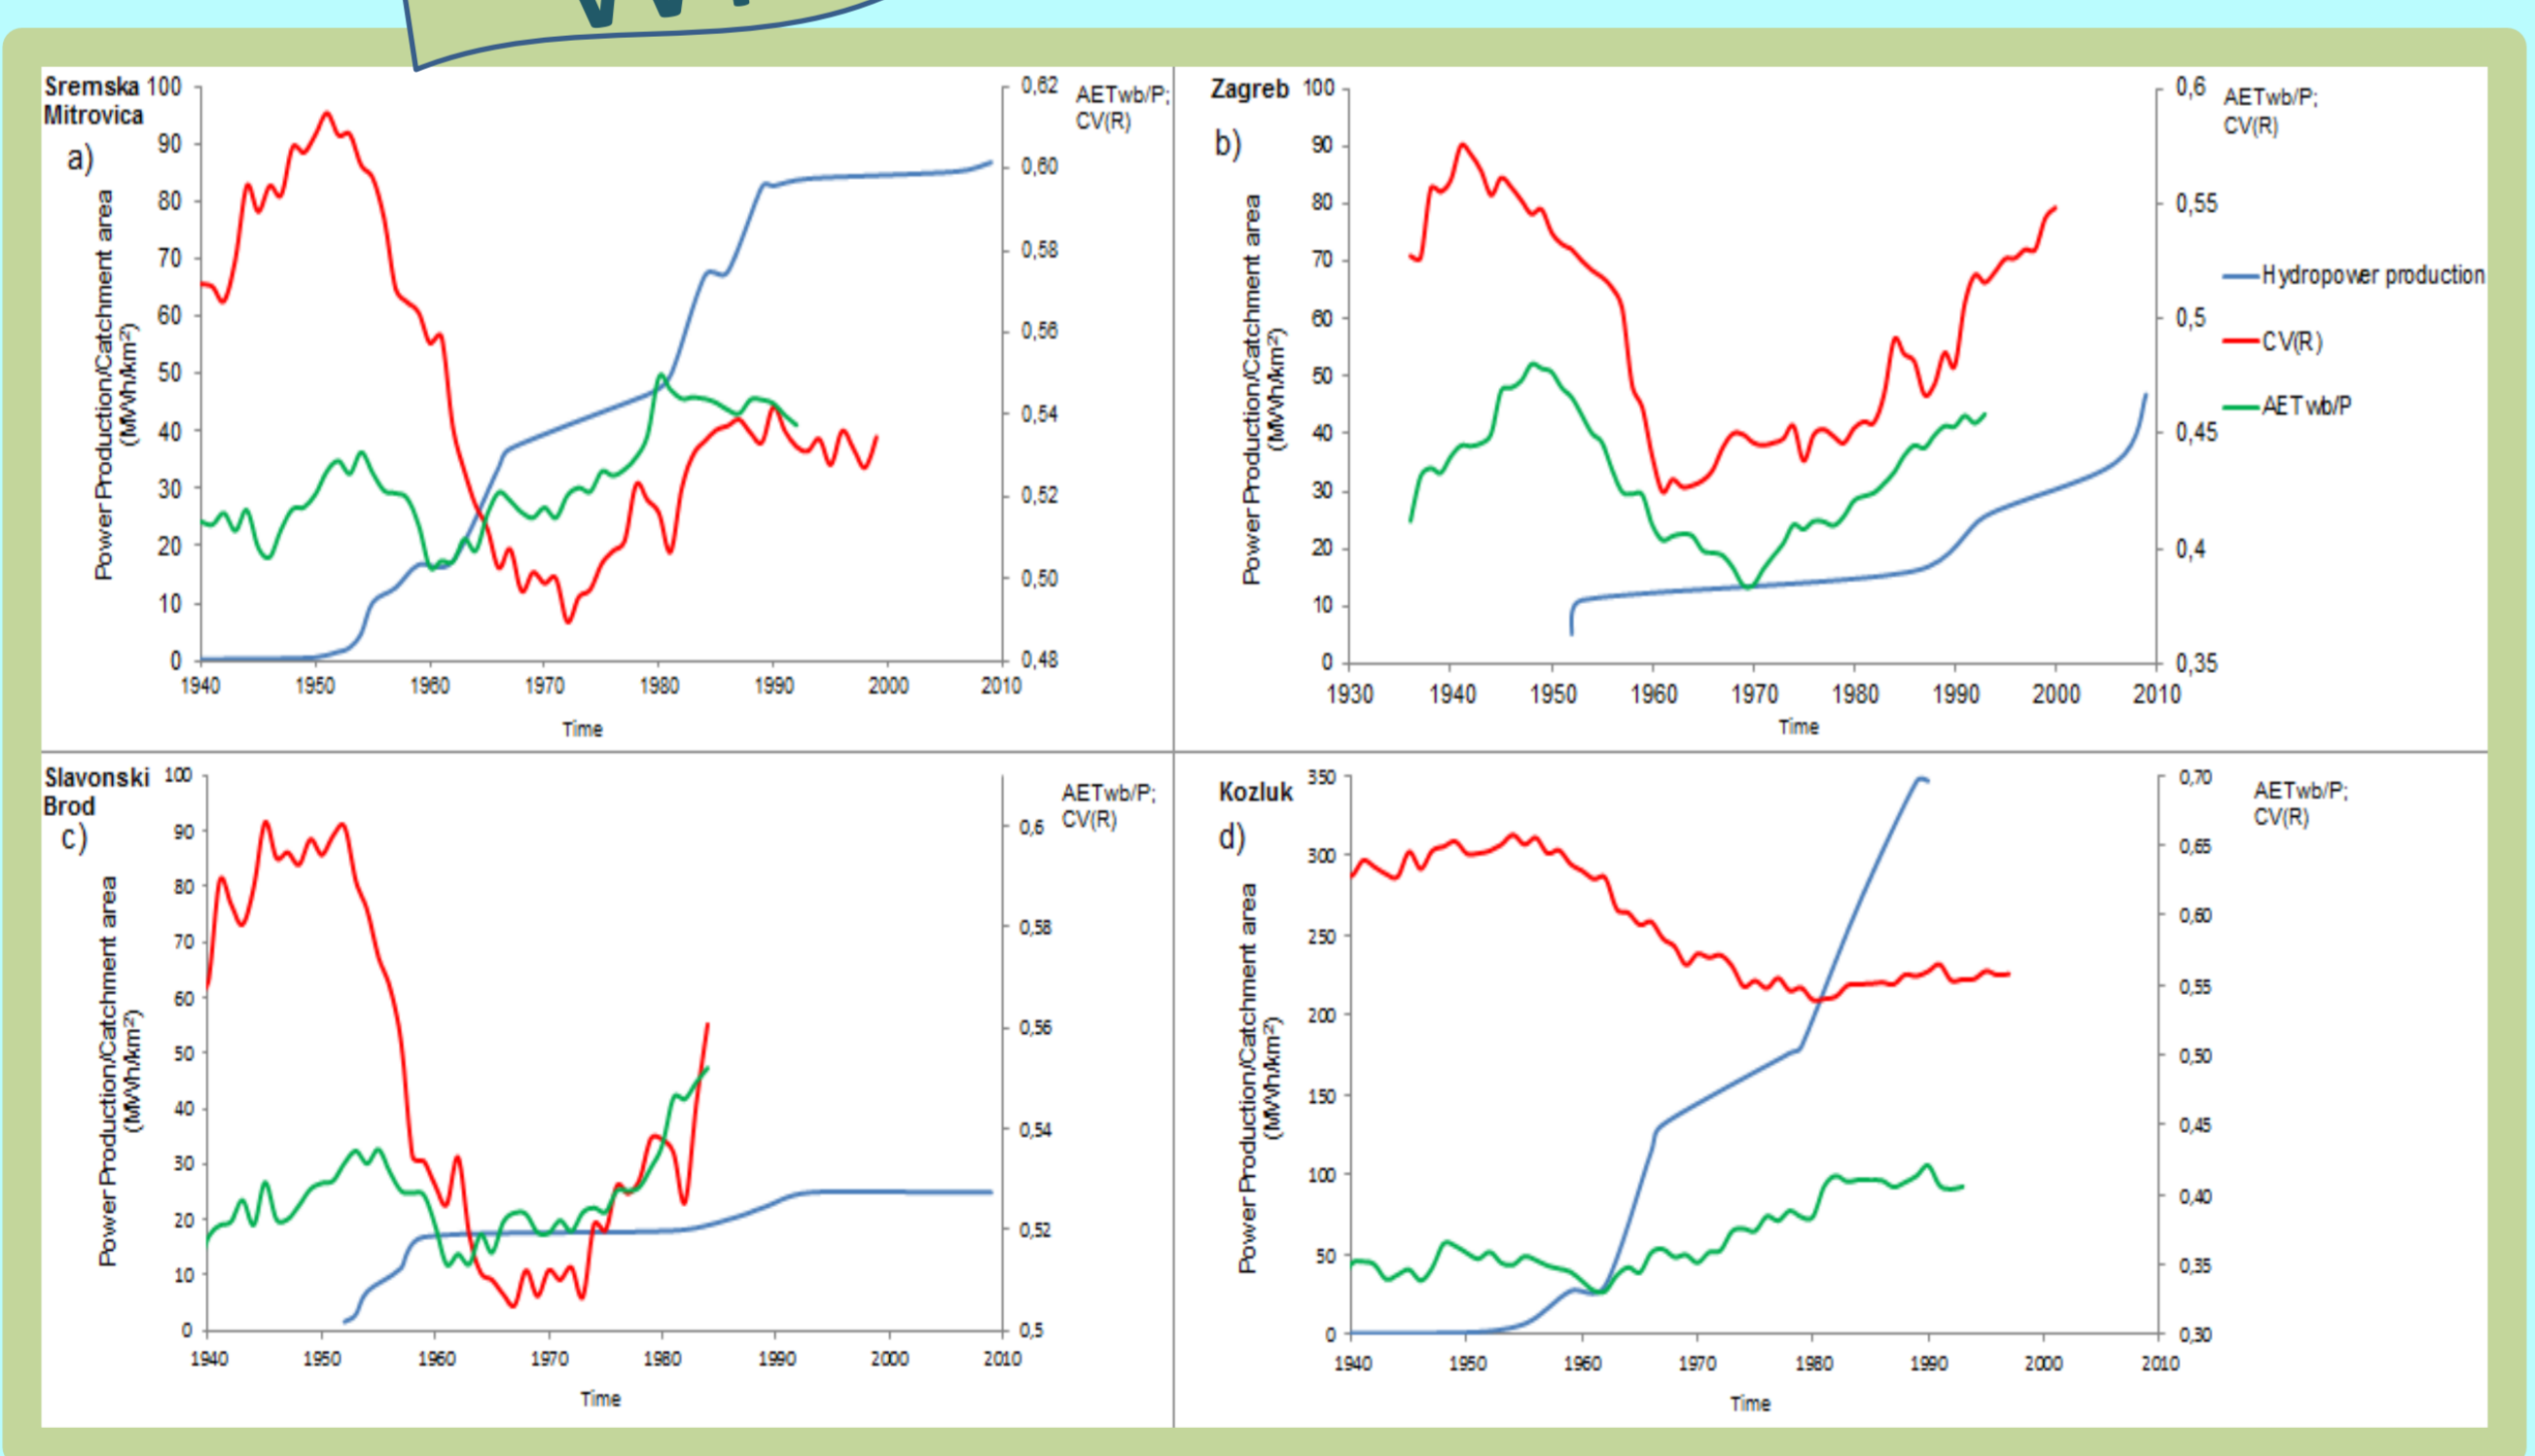 Sremska
Mitrovica
a)
Power Production/Catchment area
(MWh/km²)
100
90
80
70
60
50
40
30
20
10
0
1940 1950 1960 1970 1980 1990 2000 2010
Time
0,62
0,60
0,58
0,56
0,54
0,52
0,50
0,48
AETwb/P;
CV(R)
Zagreb
b)
Power Production/Catchment area
(MWh/km²)
100
90
80
70
60
50
40
30
20
10
0
1930 1940 1950 1960 1970 1980 1990 2000 2010
Time
0,6
0,55
0,5
0,45
0,4
0,35
AETwb/P;
CV(R)
Hydropower production
CV(R)
AETwb/P
Slavonski
Brod
c)
Power Production/Catchment area
(MWh/km²)
100
90
80
70
60
50
40
30
20
10
0
1940 1950 1960 1970 1980 1990 2000 2010
Time
0,6
0,58
0,56
0,54
0,52
0,5
AETwb/P;
CV(R)
Kozluk
d)
Power Production/Catchment area
(MWh/km²)
350
300
250
200
150
100
50
0
1940 1950 1960 1970 1980 1990 2000 2010
Time
0,70
0,65
0,60
0,55
0,50
0,45
0,40
0,35
0,30
AETwb/P;
CV(R)